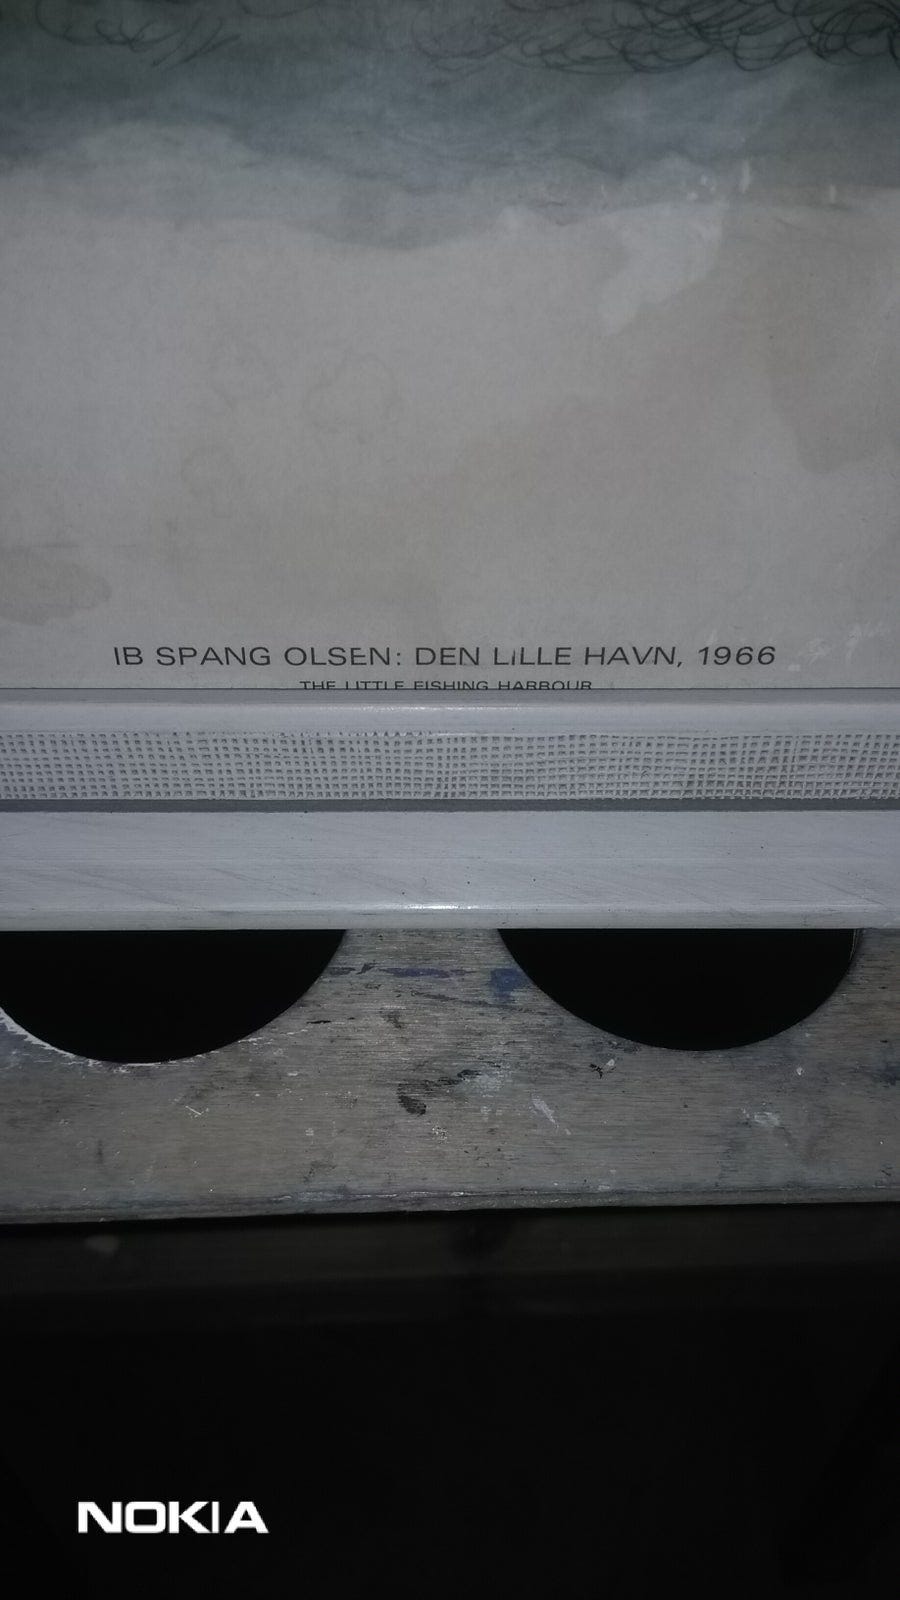 IB SPANG OLSEN: DEN LILLE HAVN, 1966
THE LITTLE FISHING HARBOUR
NOKIA